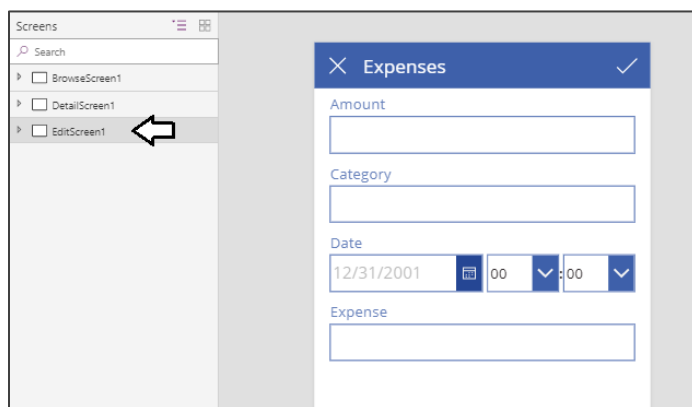 Screens
Search
BrowseScreen1
DetailScreen1
EditScreen1
Expenses
Amount
Category
Date
12/31/2001 00 : 00
Expense